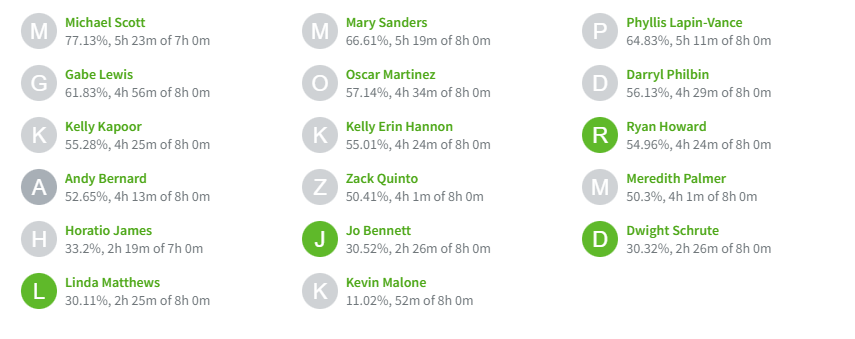 M
Michael Scott
77.13%, 5h 23m of 7h 0m
M
Mary Sanders
66.61%, 5h 19m of 8h 0m
P
Phyllis Lapin-Vance
64.83%, 5h 11m of 8h 0m
G
Gabe Lewis
61.83%, 4h 56m of 8h 0m
O
Oscar Martinez
57.14%, 4h 34m of 8h 0m
D
Darryl Philbin
56.13%, 4h 29m of 8h 0m
K
Kelly Kapoor
55.28%, 4h 25m of 8h 0m
K
Kelly Erin Hannon
55.01%, 4h 24m of 8h 0m
R
Ryan Howard
54.96%, 4h 24m of 8h 0m
A
Andy Bernard
52.65%, 4h 13m of 8h 0m
Z
Zack Quinto
50.41%, 4h 1m of 8h 0m
M
Meredith Palmer
50.3%, 4h 1m of 8h 0m
H
Horatio James
33.2%, 2h 19m of 7h 0m
J
Jo Bennett
30.52%, 2h 26m of 8h 0m
D
Dwight Schrute
30.32%, 2h 26m of 8h 0m
L
Linda Matthews
30.11%, 2h 25m of 8h 0m
K
Kevin Malone
11.02%, 52m of 8h 0m